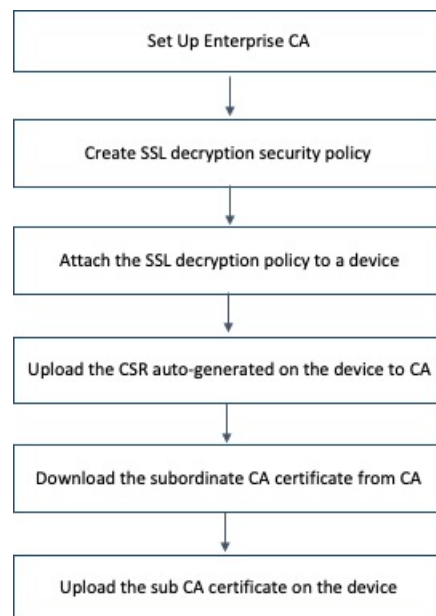 Set Up Enterprise CA
Create SSL decryption security policy
Attach the SSL decryption policy to a device
Upload the CSR auto-generated on the device to CA
Download the subordinate CA certificate from CA
Upload the sub CA certificate on the device